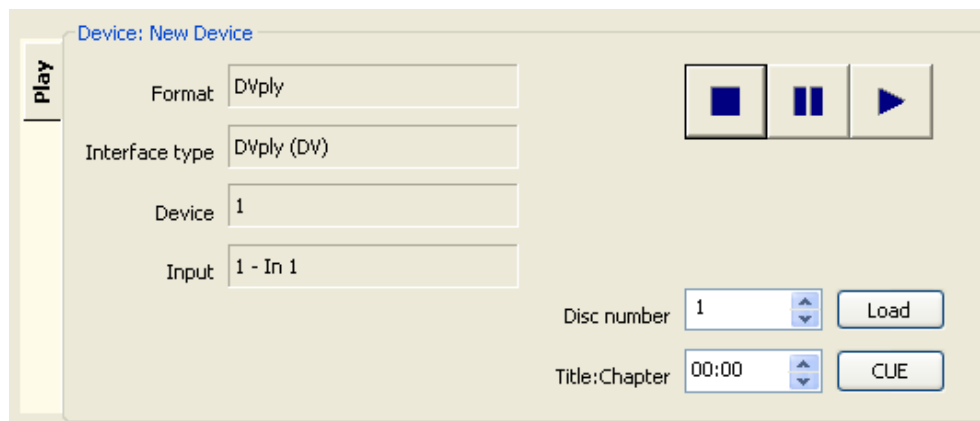 Device: New Device
Play
Format DVply
Interface type DVply (DV)
Device 1
Input 1 - In 1
Disc number 1 Load
Title:Chapter 00:00 CUE